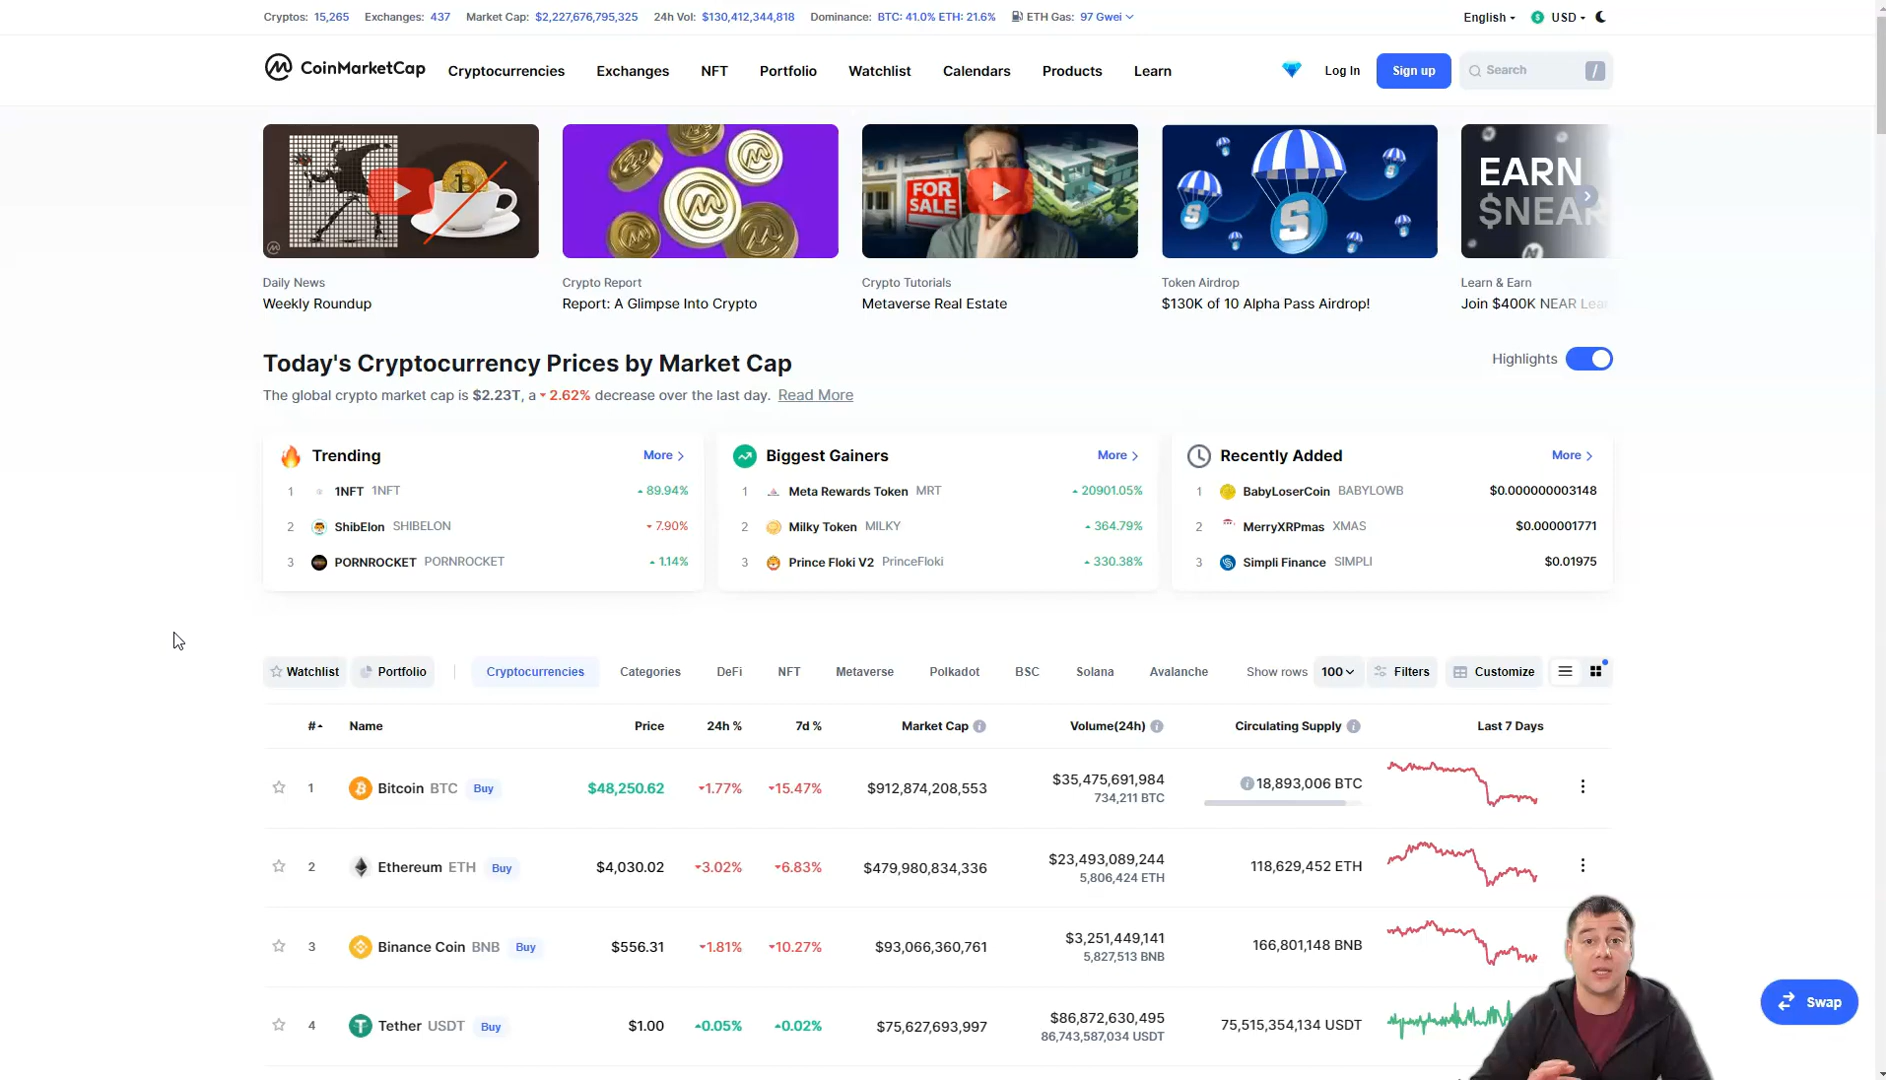 Cryptos: 15,265 Exchanges: 437 Market Cap: $2,227,676,795,325 24h Vol: $130,412,344,818 Dominance: BTC: 41.0% ETH: 21.6% ETH Gas: 97 Gwei English USD
CoinMarketCap Cryptocurrencies Exchanges NFT Portfolio Watchlist Calendars Products Learn Log In Sign up Search /
FOR
SALE
EARN
$NEAR
Daily News Crypto Report Crypto Tutorials Token Airdrop Learn & Earn
Weekly Roundup Report: A Glimpse Into Crypto Metaverse Real Estate $130K of 10 Alpha Pass Airdrop! Join $400K NEAR Lear
Today's Cryptocurrency Prices by Market Cap Highlights
The global crypto market cap is $2.23T, a 2.62% decrease over the last day. Read More
Trending More Biggest Gainers More Recently Added More
1 1NFT 1NFT 89.94% 1 Meta Rewards Token MRT 20901.05% 1 BabyLoserCoin BABYLOWB $0.000000003148
2 ShibElon SHIBELON 7.90% 2 Milky Token MILKY 364.79% 2 MerryXRPmas XMAS $0.000001771
3 PORNROCKET PORNROCKET 1.14% 3 Prince Floki V2 PrinceFloki 330.38% 3 Simpli Finance SIMPLI $0.01975
Watchlist Portfolio Cryptocurrencies Categories DeFi NFT Metaverse Polkadot BSC Solana Avalanche Show rows 100 Filters Customize
# Name Price 24h % 7d % Market Cap Volume(24h) Circulating Supply Last 7 Days
1 Bitcoin BTC Buy $48,250.62 1.77% 15.47% $912,874,208,553 $35,475,691,984 18,893,006 BTC
734,211 BTC
2 Ethereum ETH Buy $4,030.02 3.02% 6.83% $479,980,834,336 $23,493,089,244 118,629,452 ETH
5,806,424 ETH
3 Binance Coin BNB Buy $556.31 1.81% 10.27% $93,066,360,761 $3,251,449,141 166,801,148 BNB
5,827,513 BNB
4 Tether USDT Buy $1.00 0.05% 0.02% $75,627,693,997 $86,872,630,495 75,515,354,134 USDT
86,743,587,034 USDT
Swap